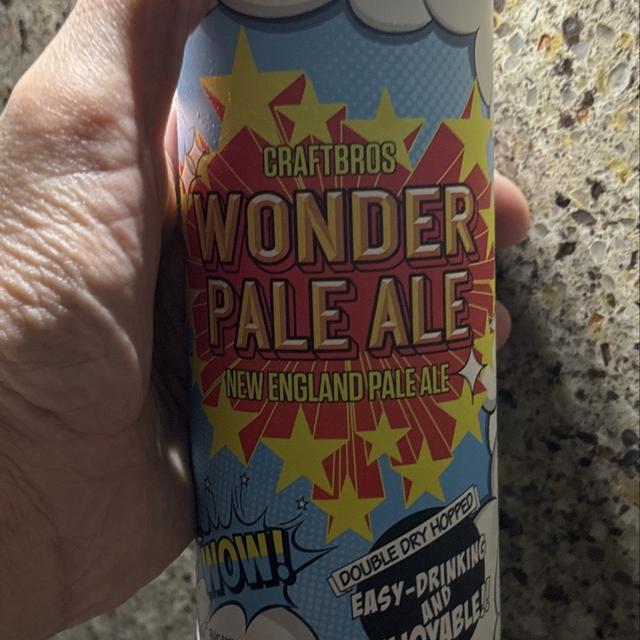 CRAFTBROS
WONDER
PALE ALE
NEW ENGLAND PALE ALE
WOW!
DOUBLE DRY HOPPED
EASY-DRINKING
AND